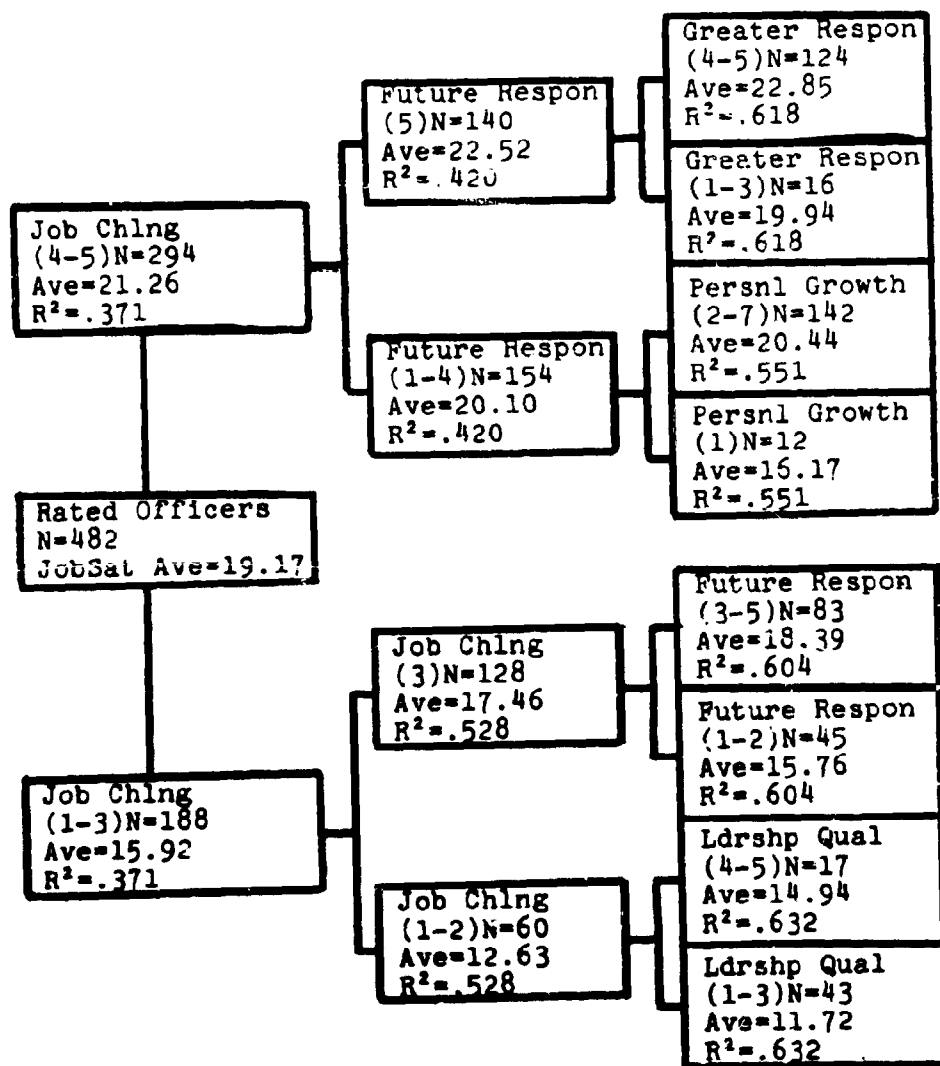 Job Chlng
(4-5)N=294
Ave=21.26
R²=.371
Rated Officers
N=482
JobSat Ave=19.17
Job Chlng
(1-3)N=188
Ave=15.92
R²=.371
Future Respon
(5)N=140
Ave=22.52
R²=.420
Future Respon
(1-4)N=154
Ave=20.10
R²=.420
Job Chlng
(3)N=128
Ave=17.46
R²=.528
Job Chlng
(1-2)N=60
Ave=12.63
R²=.528
Greater Respon
(4-5)N=124
Ave=22.85
R²=.618
Greater Respon
(1-3)N=16
Ave=19.94
R²=.618
Persnl Growth
(2-7)N=142
Ave=20.44
R²=.551
Persnl Growth
(1)N=12
Ave=16.17
R²=.551
Future Respon
(3-5)N=83
Ave=18.39
R²=.604
Future Respon
(1-2)N=45
Ave=15.76
R²=.604
Ldrshp Qual
(4-5)N=17
Ave=14.94
R²=.632
Ldrshp Qual
(1-3)N=43
Ave=11.72
R²=.632